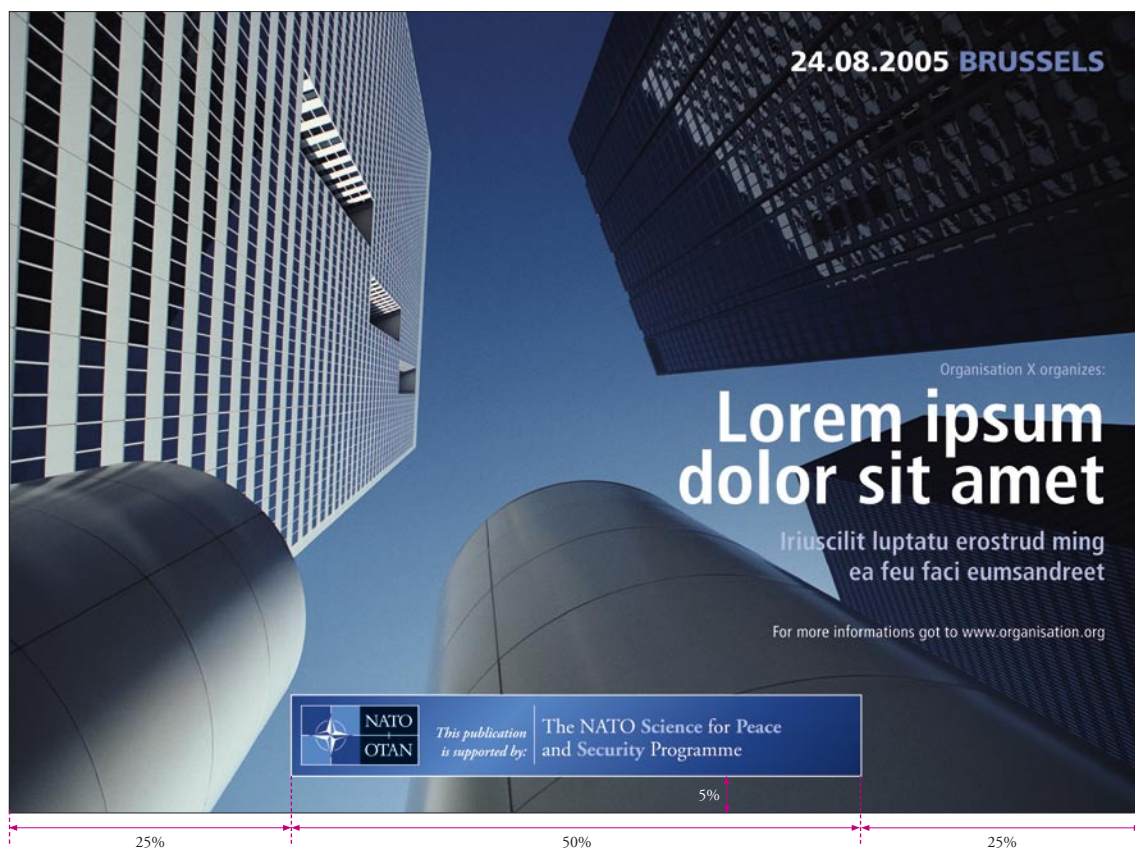 24.08.2005 BRUSSELS
Organisation X organizes:
Lorem ipsum
dolor sit amet
Iriuscilit luptatu erostrud ming
ea feu faci eumsandreet
For more informations got to www.organisation.org
NATO
OTAN
This publication
is supported by:
The NATO Science for Peace
and Security Programme
5%
25%
50%
25%